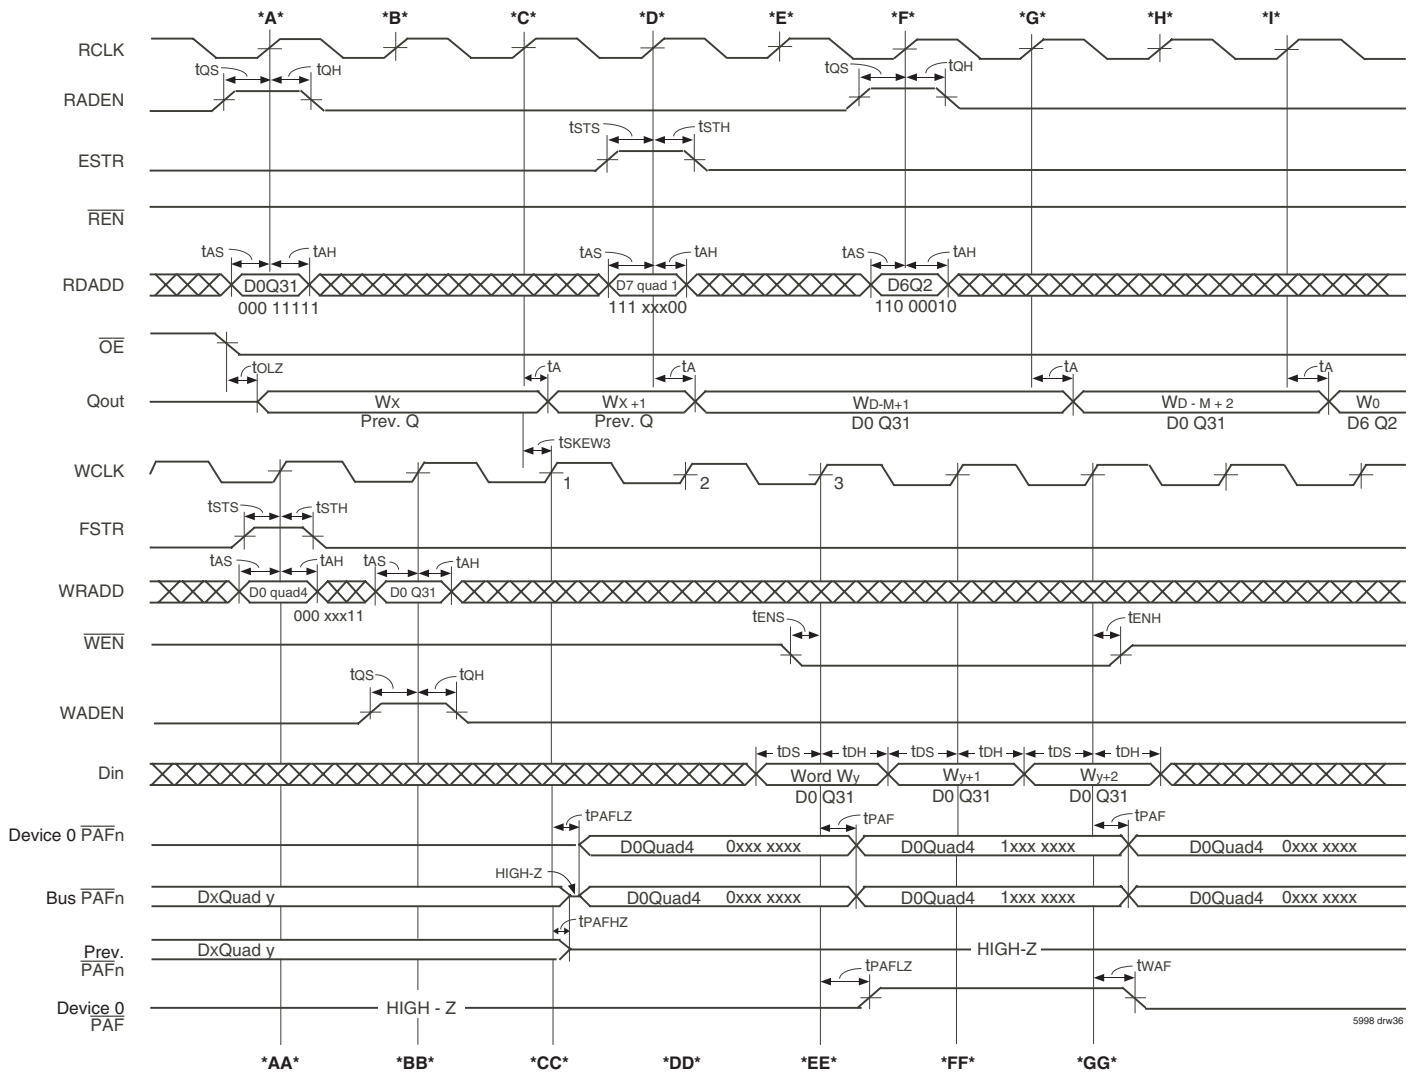 *A* *B* *C* *D* *E* *F* *G* *H* *I*
RCLK
tQS tQH tQS tQH
RADEN
tSTS tSTH
ESTR
REN
tAS tAH tAS tAH tAS tAH
RDADD D0Q31 D7 quad 1 D6Q2
000 11111 111 xxx00 110 00010
OE
tOLZ tA tA tA tA
Qout WX WX +1 WD-M+1 WD - M + 2 W0
Prev. Q Prev. Q D0 Q31 D0 Q31 D6 Q2
tSKEW3
WCLK 1 2 3
tSTS tSTH
FSTR
tAS tAH tAS tAH
WRADD D0 quad4 D0 Q31
000 xxx11
tENS tENH
WEN
tQS tQH
WADEN
tDS tDH tDS tDH tDS tDH
Din Word Wy Wy+1 Wy+2
D0 Q31 D0 Q31 D0 Q31
tPAFLZ tPAF tPAF
Device 0 PAFn D0Quad4 0xxx xxxx D0Quad4 1xxx xxxx D0Quad4 0xxx xxxx
HIGH-Z
Bus PAFn DxQuad y D0Quad4 0xxx xxxx D0Quad4 1xxx xxxx D0Quad4 0xxx xxxx
tPAFHZ
Prev. DxQuad y HIGH-Z
PAFn
tPAFLZ tWAF
Device 0 HIGH - Z
PAF
5998 drw36
*AA* *BB* *CC* *DD* *EE* *FF* *GG*